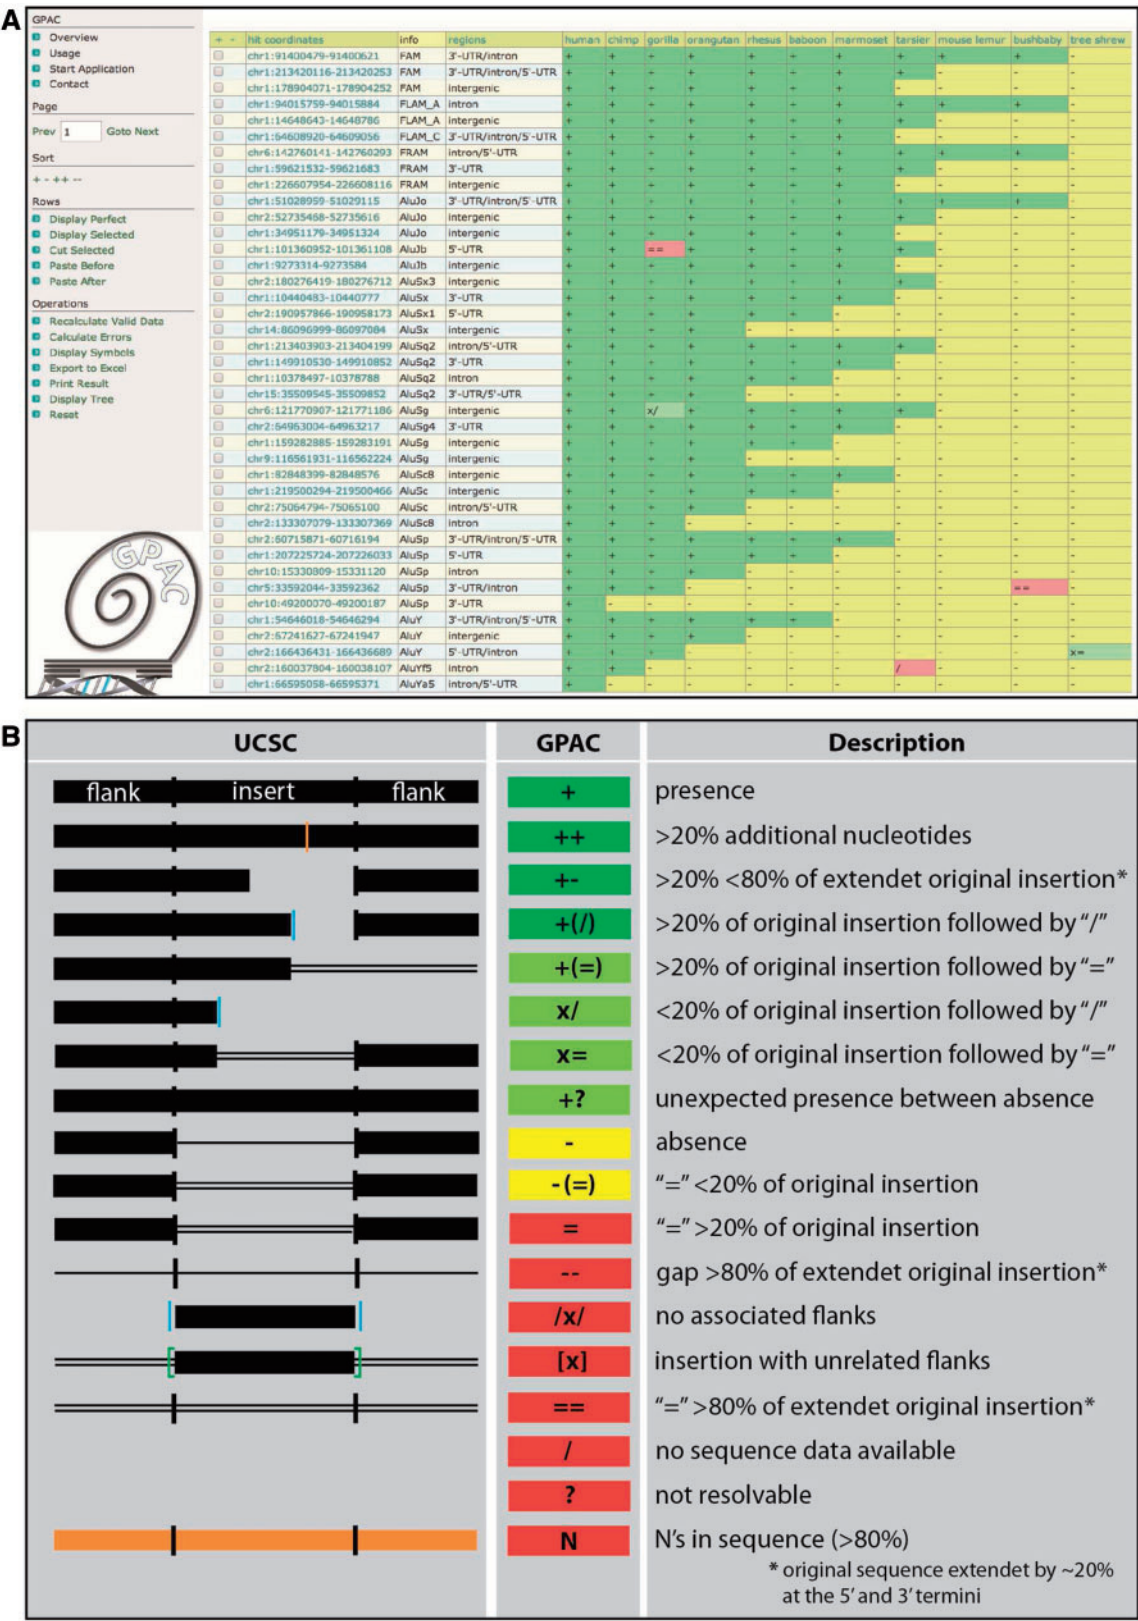 A
GPAC
Overview
Usage
Start Application
Contact
Page
Prev 1 Goto Next
Sort
+ - ++ --
Rows
Display Perfect
Display Selected
Cut Selected
Paste Before
Paste After
Operations
Recalculate Valid Data
Calculate Errors
Display Symbols
Export to Excel
Print Result
Display Tree
Reset
GPAC
+ - hit coordinates info regions human chimp gorilla orangutan rhesus baboon marmoset tarsier mouse lemur bushbaby tree shrew
chr1:91400479-91400621 FAM 3'-UTR/intron + + + + + + + + + + -
chr1:213420116-213420253 FAM 3'-UTR/intron/5'-UTR + + + + + + + + - - -
chr1:178904071-178904252 FAM intergenic + + + + + + + - - - -
chr1:94015759-94015884 FLAM_A intron + + + + + + + + + + -
chr1:14648643-14648786 FLAM_A intergenic + + + + + + + + - - -
chr1:64608920-64609056 FLAM_C 3'-UTR/intron/5'-UTR + + + + + + + - - - -
chr6:142760141-142760293 FRAM intron/5'-UTR + + + + + + + + + + -
chr1:59621532-59621683 FRAM 3'-UTR + + + + + + + + - - -
chr1:226607954-226608116 FRAM intergenic + + + + + + + - - - -
chr1:51028959-51029115 AluJo 3'-UTR/intron/5'-UTR + + + + + + + + + + -
chr2:52735468-52735616 AluJo intergenic + + + + + + + + - - -
chr1:34951179-34951324 AluJo intergenic + + + + + + + - - - -
chr1:101360952-101361108 AluJb 5'-UTR + + == + + + + + - - -
chr1:9273314-9273584 AluJb intergenic + + + + + + + - - - -
chr2:180276419-180276712 AluSx3 intergenic + + + + + + + + - - -
chr1:10440483-10440777 AluSx 3'-UTR + + + + + + + - - - -
chr2:190957866-190958173 AluSx1 5'-UTR + + + + + + - - - - -
chr14:86096999-86097084 AluSx intergenic + + + + - - - - - - -
chr1:213403903-213404199 AluSq2 intron/5'-UTR + + + + + + + + - - -
chr1:149910530-149910852 AluSq2 3'-UTR + + + + + + + - - - -
chr1:10378497-10378788 AluSq2 intron + + + + + + - - - - -
chr15:35509545-35509852 AluSq2 3'-UTR/5'-UTR + + + + - - - - - - -
chr6:121770907-121771186 AluSg intergenic + + x/ + + + + + - - -
chr2:64963004-64963217 AluSg4 3'-UTR + + + + + + + - - - -
chr1:159282885-159283191 AluSg intergenic + + + + + + - - - - -
chr9:116561931-116562224 AluSg intergenic + + + + - - - - - - -
chr1:82848399-82848576 AluSc8 intergenic + + + + + + + - - - -
chr1:219500294-219500466 AluSc intergenic + + + + + + - - - - -
chr2:75064794-75065100 AluSc intron/5'-UTR + + + + - - - - - - -
chr2:133307079-133307369 AluSc8 intron + + + - - - - - - - -
chr2:60715871-60716194 AluSp 3'-UTR/intron/5'-UTR + + + + + + + - - - -
chr1:207225724-207226033 AluSp 5'-UTR + + + + + + - - - - -
chr10:15330809-15331120 AluSp intron + + + + - - - - - - -
chr5:33592044-33592362 AluSp 3'-UTR/intron + + + - - - - - - == -
chr10:49200070-49200187 AluSp 3'-UTR + - - - - - - - - - -
chr1:54646018-54646294 AluY 3'-UTR/intron/5'-UTR + + + + + + - - - - -
chr2:67241627-67241947 AluY intergenic + + + + - - - - - - -
chr2:166436431-166436689 AluY 5'-UTR/intron + + + - - - - - - - x=
chr2:160037804-160038107 AluYf5 intron + + - - - - - / - - -
chr1:66595058-66595371 AluYa5 intron/5'-UTR + - - - - - - - - - -
B
UCSC GPAC Description
flank insert flank + presence
++ >20% additional nucleotides
+- >20% <80% of extendet original insertion*
+(/) >20% of original insertion followed by “/”
+(=) >20% of original insertion followed by “=”
x/ <20% of original insertion followed by “/”
x= <20% of original insertion followed by “=”
+? unexpected presence between absence
- absence
-(=) “=” <20% of original insertion
= “=” >20% of original insertion
-- gap >80% of extendet original insertion*
/x/ no associated flanks
[x] insertion with unrelated flanks
== “=” >80% of extendet original insertion*
/ no sequence data available
? not resolvable
N N's in sequence (>80%)
* original sequence extendet by ~20%
at the 5' and 3' termini